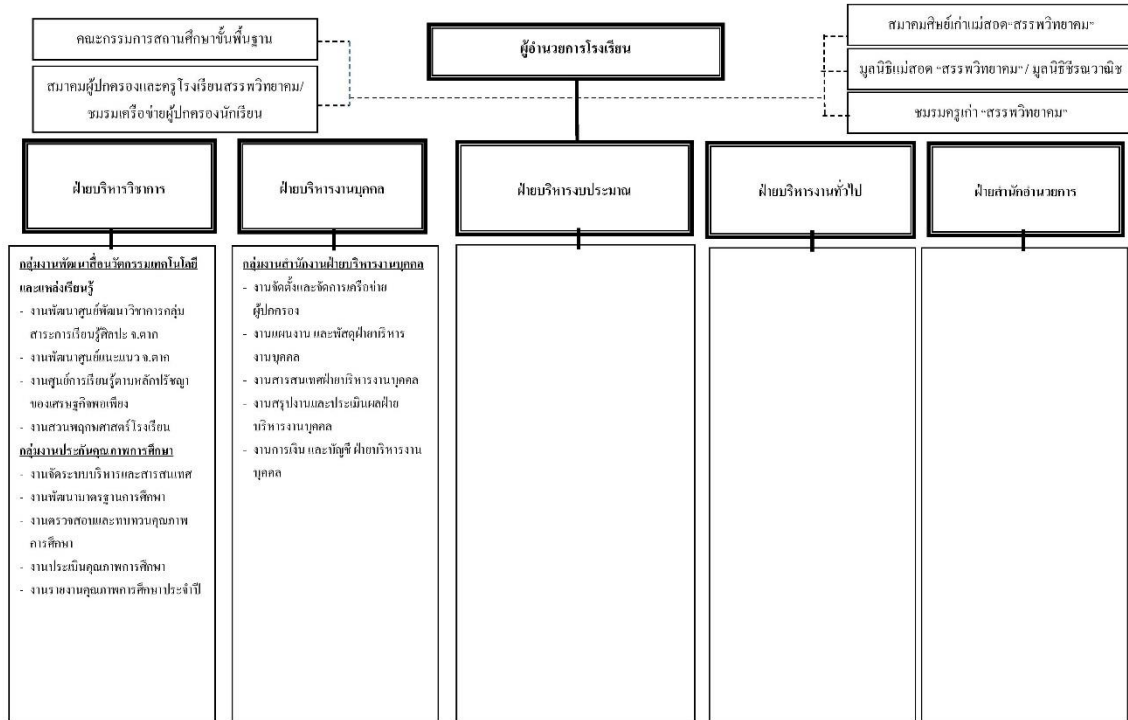 คณะกรรมการสถานศึกษาขั้นพื้นฐาน
สมาคมผู้ปกครองและครูโรงเรียนสรรพวิทยาคม/
ชมรมเครือข่ายผู้ปกครองนักเรียน
ผู้อำนวยการโรงเรียน
สมาคมศิษย์เก่าแม่สอด“สรรพวิทยาคม”
มูลนิธิแม่สอด “สรรพวิทยาคม” / มูลนิธิชีรณวาณิช
ชมรมครูเก่า “สรรพวิทยาคม”
ฝ่ายบริหารวิชาการ
ฝ่ายบริหารงานบุคคล
ฝ่ายบริหารงบประมาณ
ฝ่ายบริหารงานทั่วไป
ฝ่ายสำนักอำนวยการ
กลุ่มงานพัฒนาสื่อนวัตกรรมเทคโนโลยี
และแหล่งเรียนรู้
- งานพัฒนาศูนย์พัฒนาวิชาการกลุ่ม
สาระการเรียนรู้ศิลปะ จ.ตาก
- งานพัฒนาศูนย์แนะแนว จ.ตาก
- งานศูนย์การเรียนรู้ตามหลักปรัชญา
ของเศรษฐกิจพอเพียง
- งานสวนพฤกษศาสตร์โรงเรียน
กลุ่มงานประกันคุณภาพการศึกษา
- งานจัดระบบบริหารและสารสนเทศ
- งานพัฒนามาตรฐานการศึกษา
- งานตรวจสอบและทบทวนคุณภาพ
การศึกษา
- งานประเมินคุณภาพการศึกษา
- งานรายงานคุณภาพการศึกษาประจำปี
กลุ่มงานสำนักงานฝ่ายบริหารงานบุคคล
- งานจัดตั้งและจัดการเครือข่าย
ผู้ปกครอง
- งานแผนงาน และพัสดุฝ่ายบริหาร
งานบุคคล
- งานสารสนเทศฝ่ายบริหารงานบุคคล
- งานสรุปงานและประเมินผลฝ่าย
บริหารงานบุคคล
- งานการเงิน และบัญชี ฝ่ายบริหารงาน
บุคคล